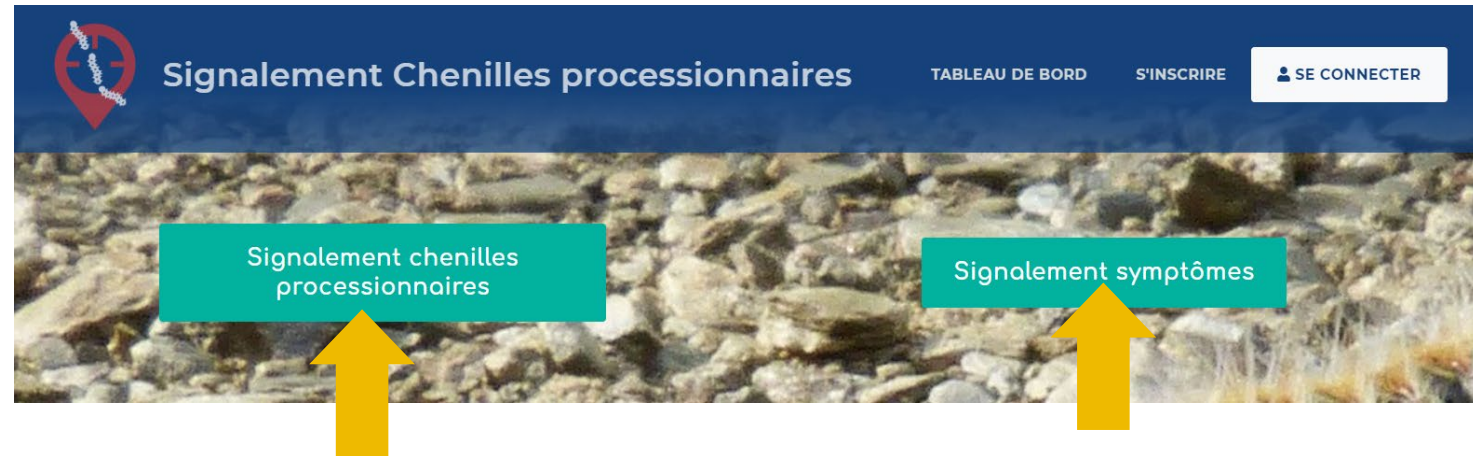 Signalement Chenilles processionnaires
TABLEAU DE BORD
S'INSCRIRE
SE CONNECTER
Signalement chenilles
processionnaires
Signalement symptômes